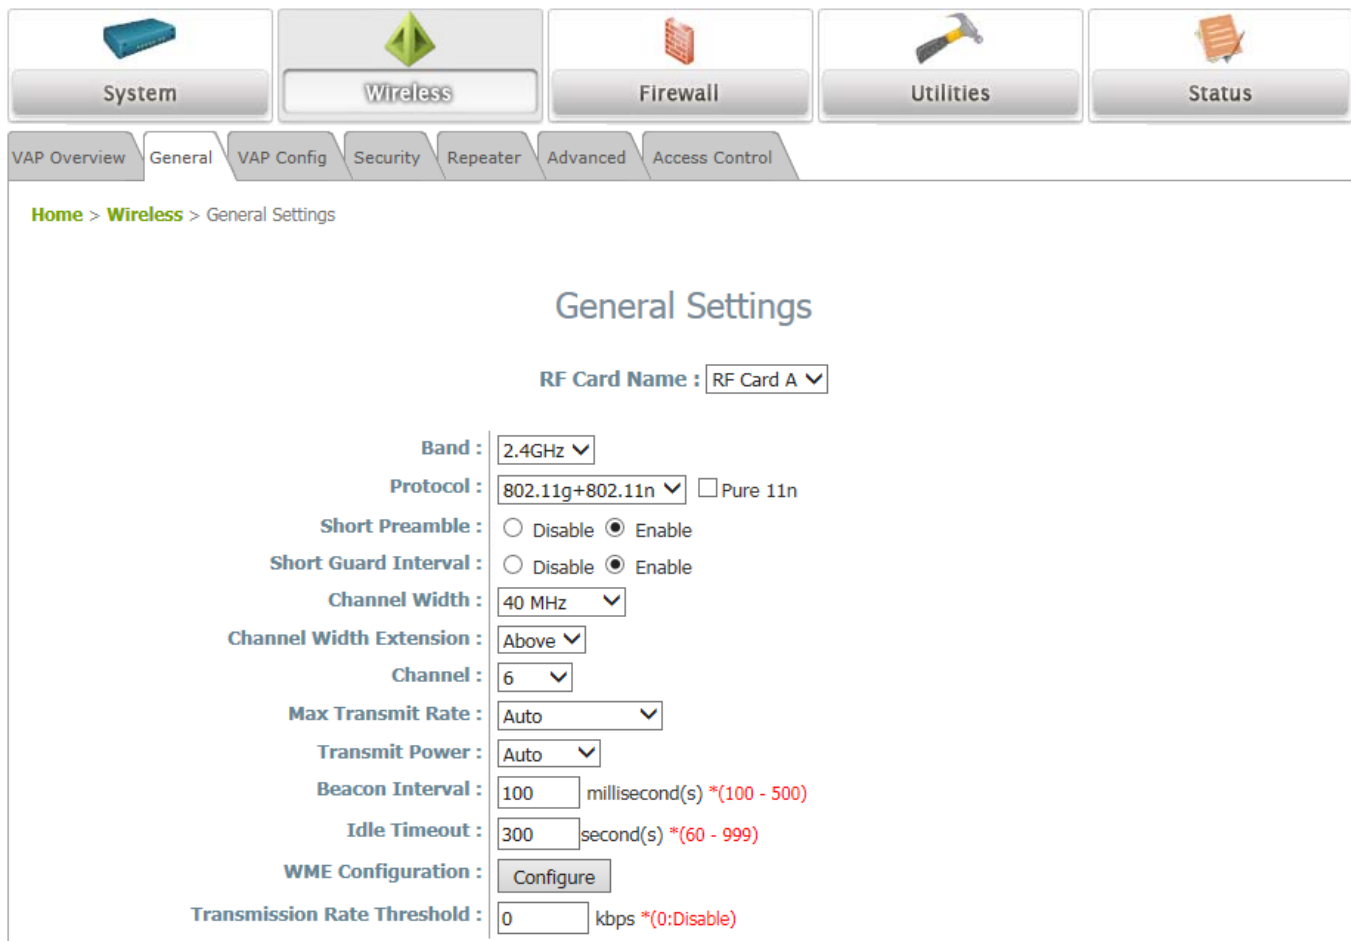 System Wireless Firewall Utilities Status
VAP Overview General VAP Config Security Repeater Advanced Access Control
Home > Wireless > General Settings
General Settings
RF Card Name : RF Card A
Band : 2.4GHz
Protocol : 802.11g+802.11n Pure 11n
Short Preamble : Disable Enable
Short Guard Interval : Disable Enable
Channel Width : 40 MHz
Channel Width Extension : Above
Channel : 6
Max Transmit Rate : Auto
Transmit Power : Auto
Beacon Interval : 100 millisecond(s) *(100 - 500)
Idle Timeout : 300 second(s) *(60 - 999)
WME Configuration : Configure
Transmission Rate Threshold : 0 kbps *(0:Disable)